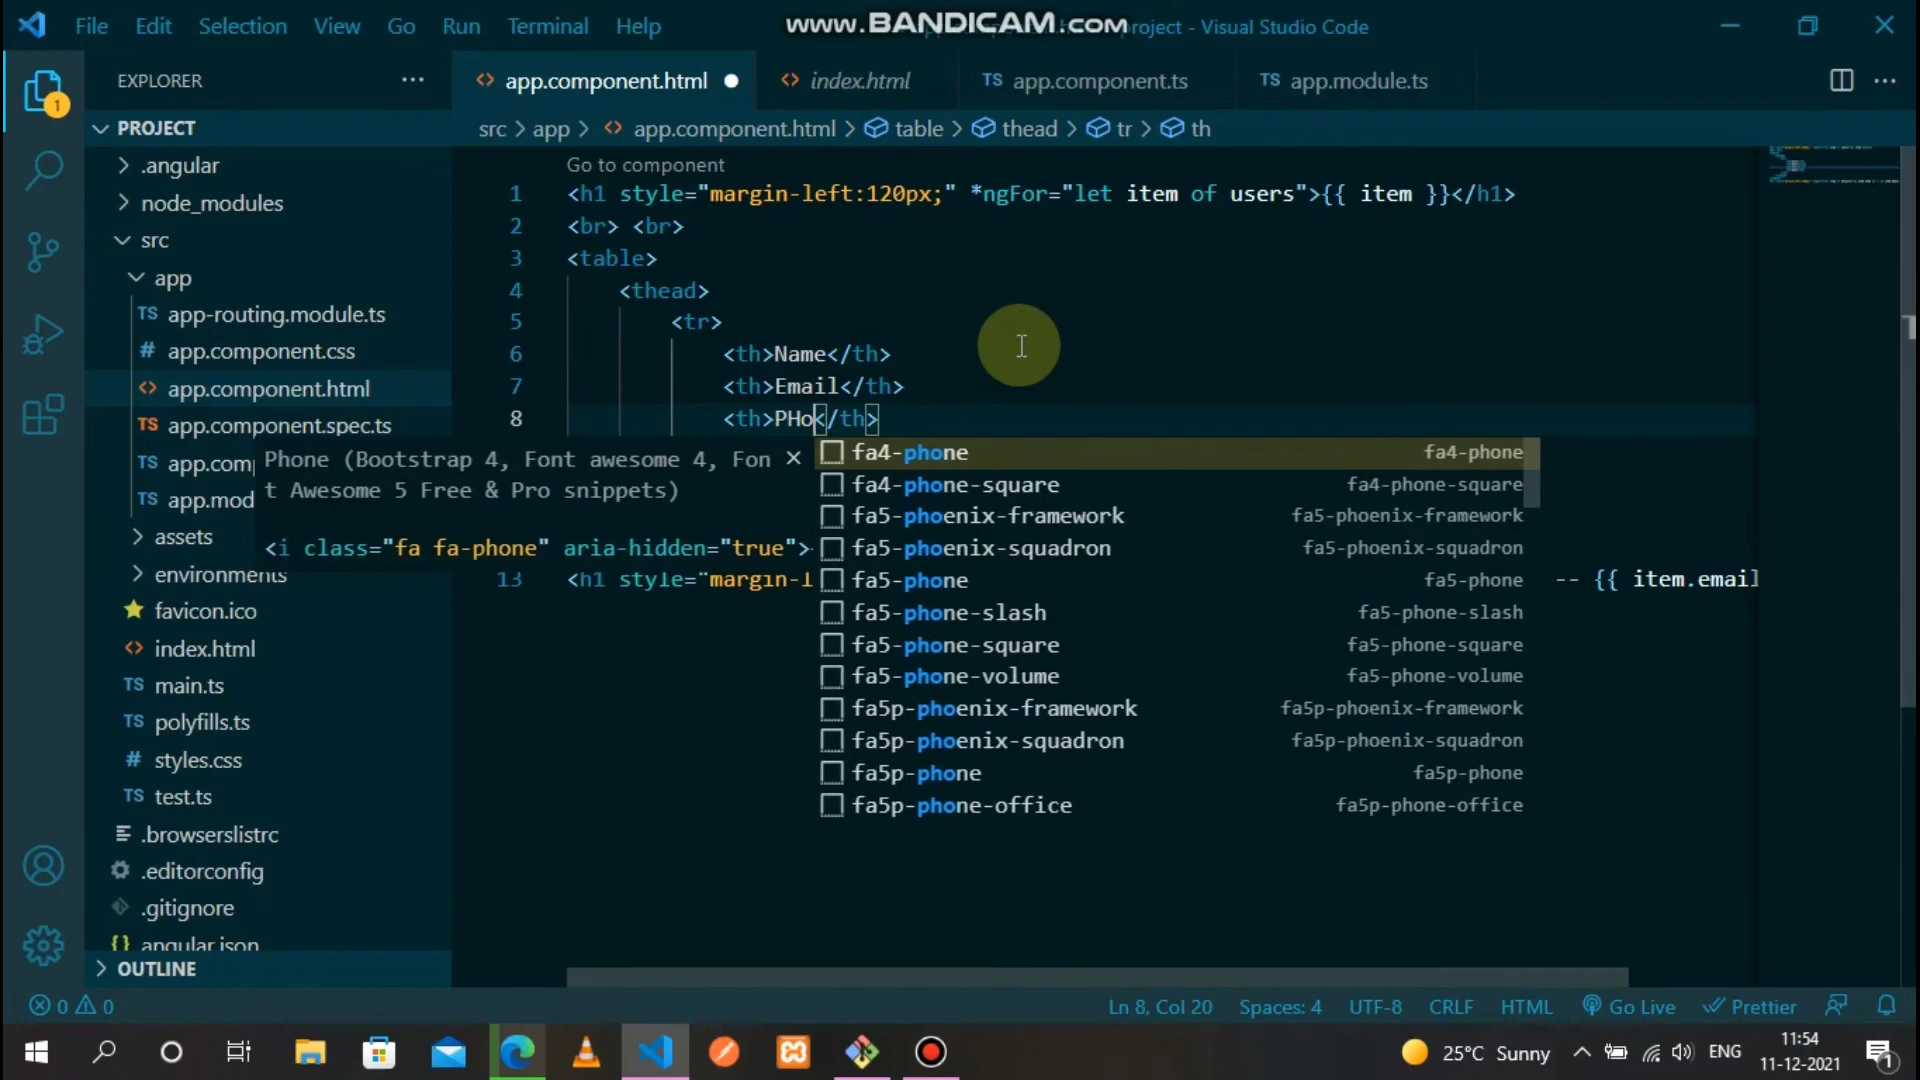 File Edit Selection View Go Run Terminal Help
www.BANDICAM.com
project - Visual Studio Code
EXPLORER
app.component.html
index.html
TS app.component.ts
TS app.module.ts
1
PROJECT
src > app > app.component.html > table > thead > tr > th
.angular
node_modules
src
app
TS app-routing.module.ts
# app.component.css
app.component.html
TS app.component.spec.ts
TS app.com
TS app.mod
assets
environments
favicon.ico
index.html
TS main.ts
TS polyfills.ts
# styles.css
TS test.ts
.browserslistrc
.editorconfig
.gitignore
{} angular.json
OUTLINE
Go to component
1 <h1 style="margin-left:120px;" *ngFor="let item of users">{{ item }}</h1>
2 <br> <br>
3 <table>
4 <thead>
5 <tr>
6 <th>Name</th>
7 <th>Email</th>
8 <th>PHo</th>
Phone (Bootstrap 4, Font awesome 4, Fon
t Awesome 5 Free & Pro snippets)
<i class="fa fa-phone" aria-hidden="true">
13 <h1 style="margin-l
-- {{ item.email
fa4-phone fa4-phone
fa4-phone-square fa4-phone-square
fa5-phoenix-framework fa5-phoenix-framework
fa5-phoenix-squadron fa5-phoenix-squadron
fa5-phone fa5-phone
fa5-phone-slash fa5-phone-slash
fa5-phone-square fa5-phone-square
fa5-phone-volume fa5-phone-volume
fa5p-phoenix-framework fa5p-phoenix-framework
fa5p-phoenix-squadron fa5p-phoenix-squadron
fa5p-phone fa5p-phone
fa5p-phone-office fa5p-phone-office
0 0
Ln 8, Col 20 Spaces: 4 UTF-8 CRLF HTML Go Live Prettier
25°C Sunny
ENG
11:54
11-12-2021
1